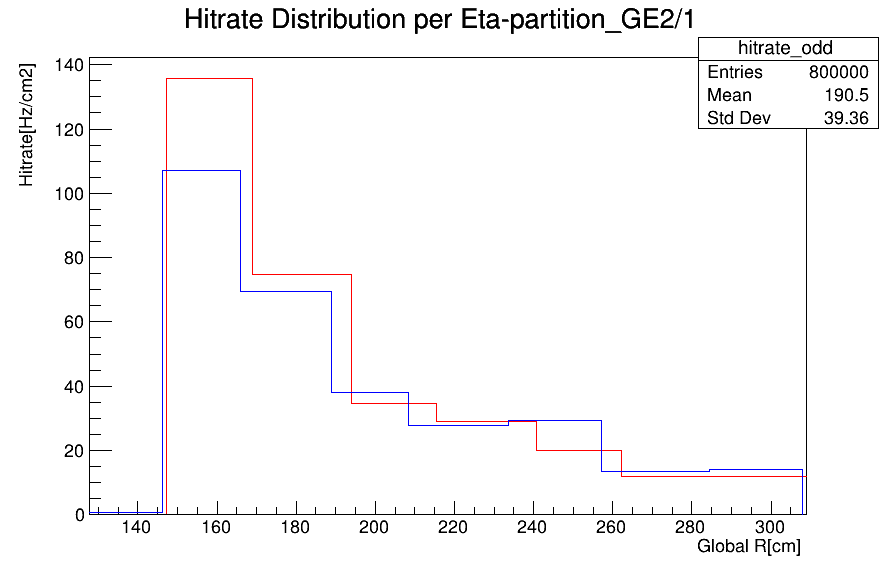 Hitrate Distribution per Eta-partition_GE2/1
hitrate_odd
Entries 800000
Mean 190.5
Std Dev 39.36
Hitrate[Hz/cm2]
140
120
100
80
60
40
20
0
140 160 180 200 220 240 260 280 300
Global R[cm]